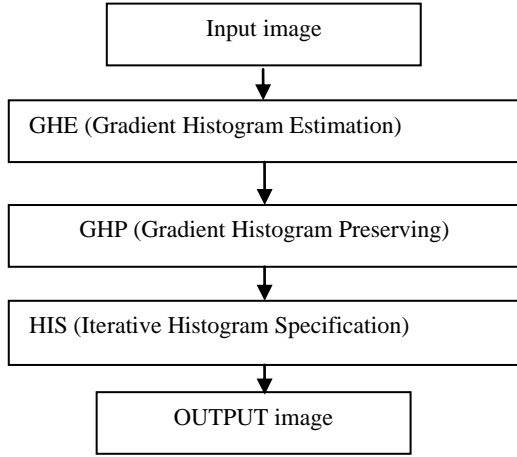 Input image
GHE (Gradient Histogram Estimation)
GHP (Gradient Histogram Preserving)
HIS (Iterative Histogram Specification)
OUTPUT image